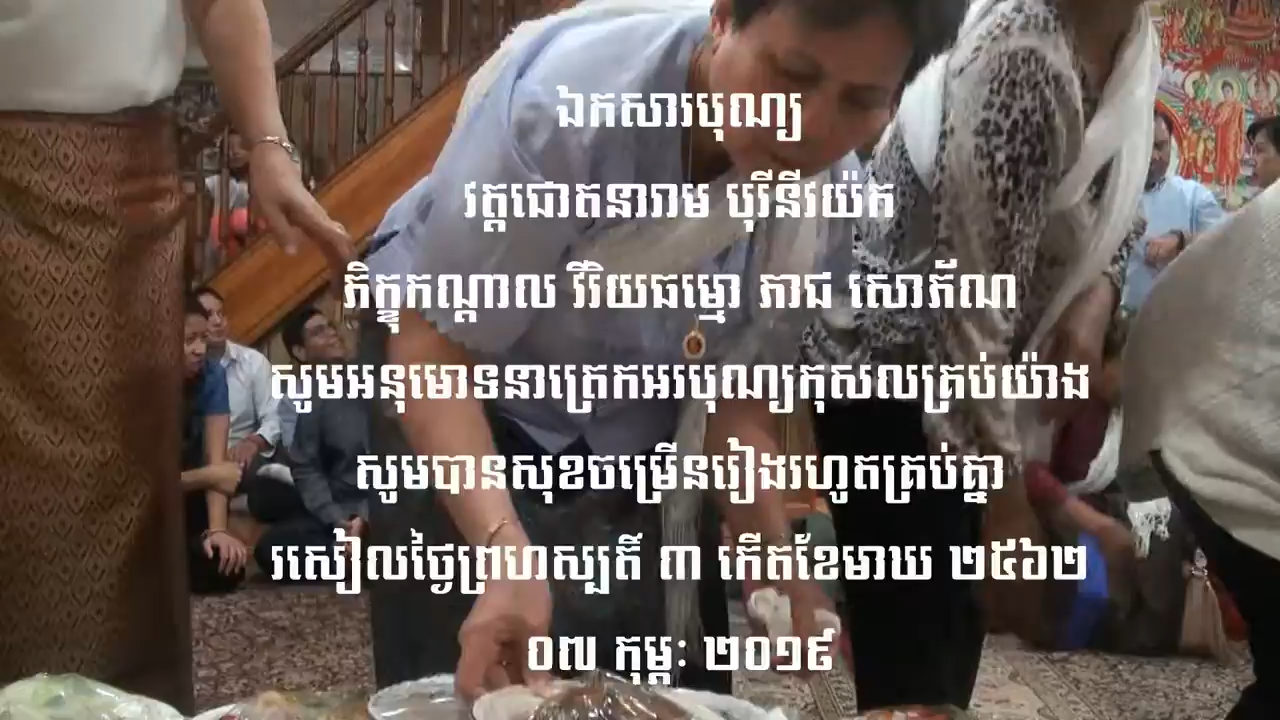 ឯកសារបុណ្យ
វត្តជោតនារាម បុរីនីវយ៉ក
ភិក្ខុកណ្តាល វីរិយធម្មោ ភាជ សោភ័ណ
សូមអនុមោទនាត្រេកអរបុណ្យកុសលគ្រប់យ៉ាង
សូមបានសុខចម្រើនរៀងរហូតគ្រប់គ្នា
រសៀលថ្ងៃព្រហស្បតិ៍ ៣ កើតខែមាឃ ២៥៦២
០៧ កុម្ភៈ ២០១៩